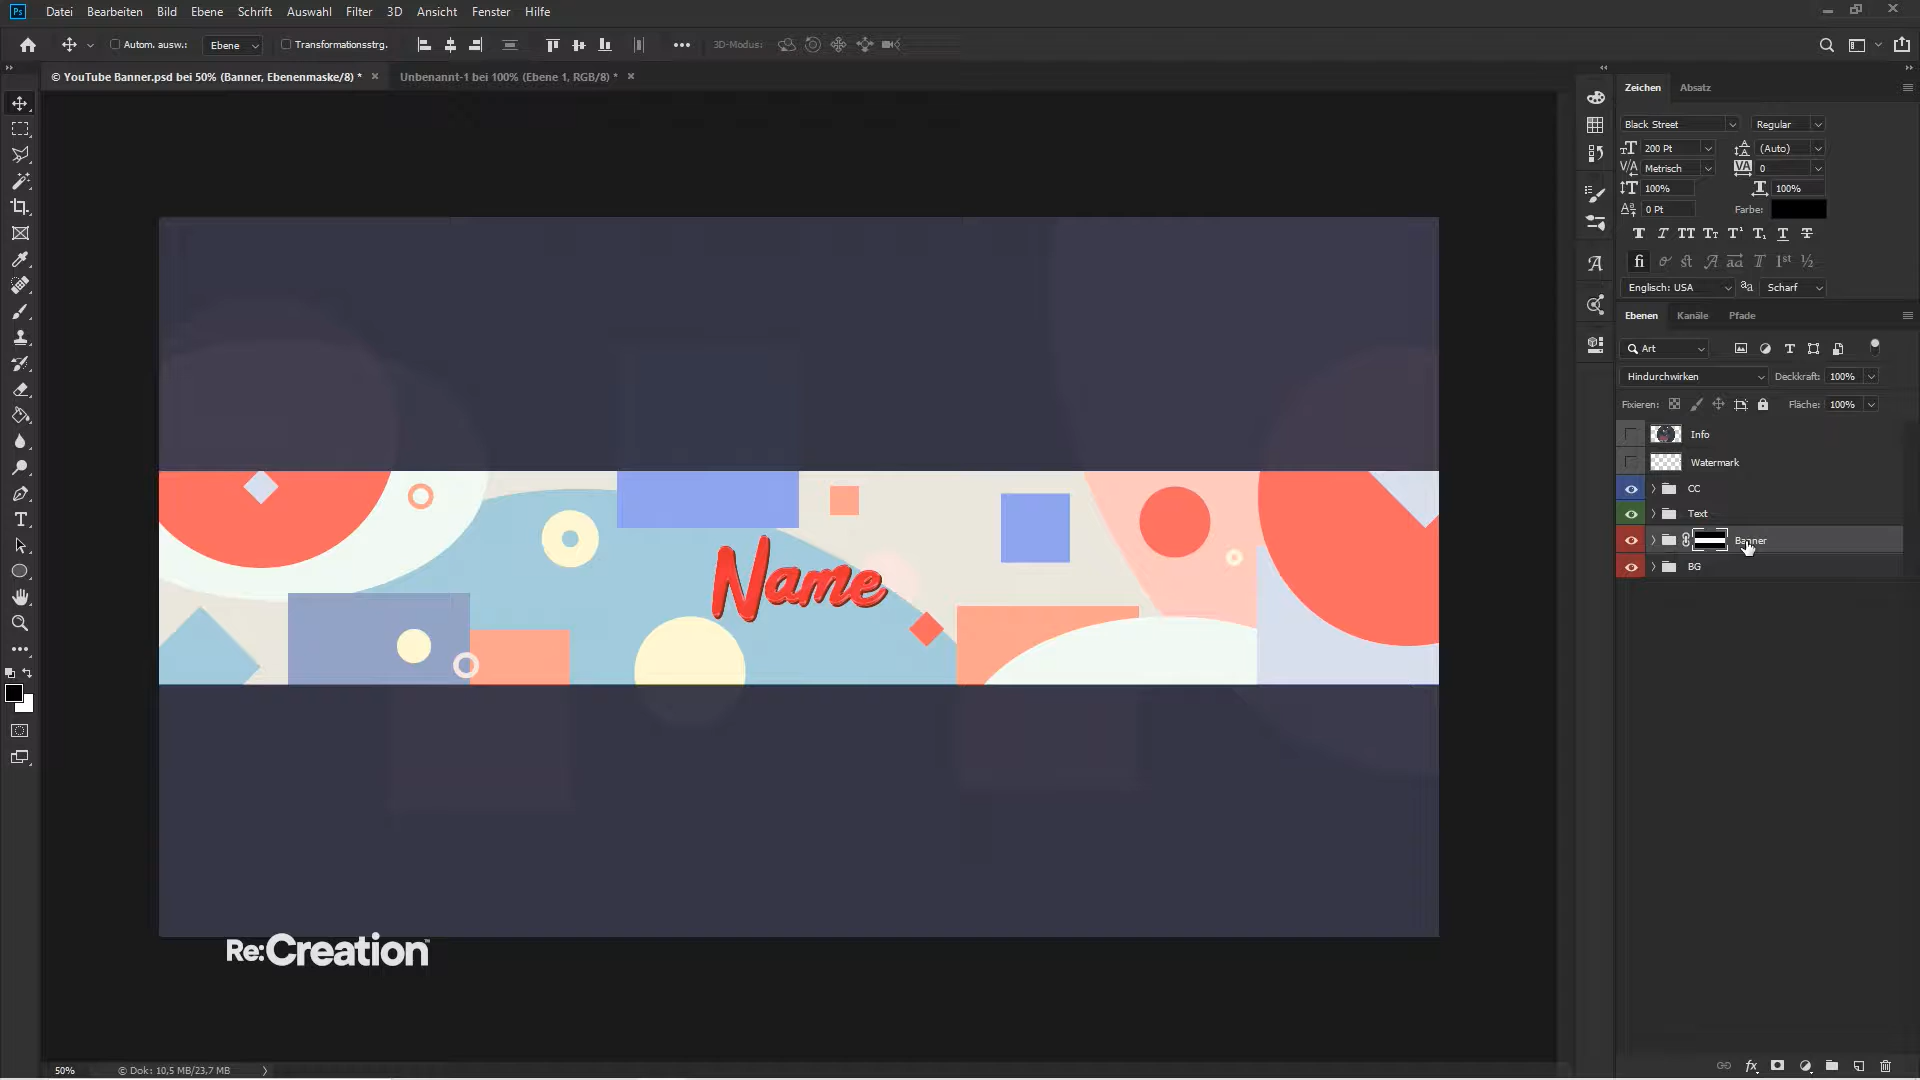 Ps Datei Bearbeiten Bild Ebene Schrift Auswahl Filter 3D Ansicht Fenster Hilfe
Autom. ausw.: Ebene Transformationsstrg. 3D-Modus:
© YouTube Banner.psd bei 50% (Banner, Ebenenmaske/8) * × Unbenannt-1 bei 100% (Ebene 1, RGB/8) * ×
Zeichen Absatz
Black Street Regular
200 Pt (Auto)
Metrisch 0
100% 100%
0 Pt Farbe:
Englisch: USA aa Scharf
Ebenen Kanäle Pfade
Art
Hindurchwirken Deckkraft: 100%
Fixieren: Fläche: 100%
Info
Watermark
CC
Text
Banner
BG
Name
Re:Creation
50% © Dok: 10,5 MB/23,7 MB